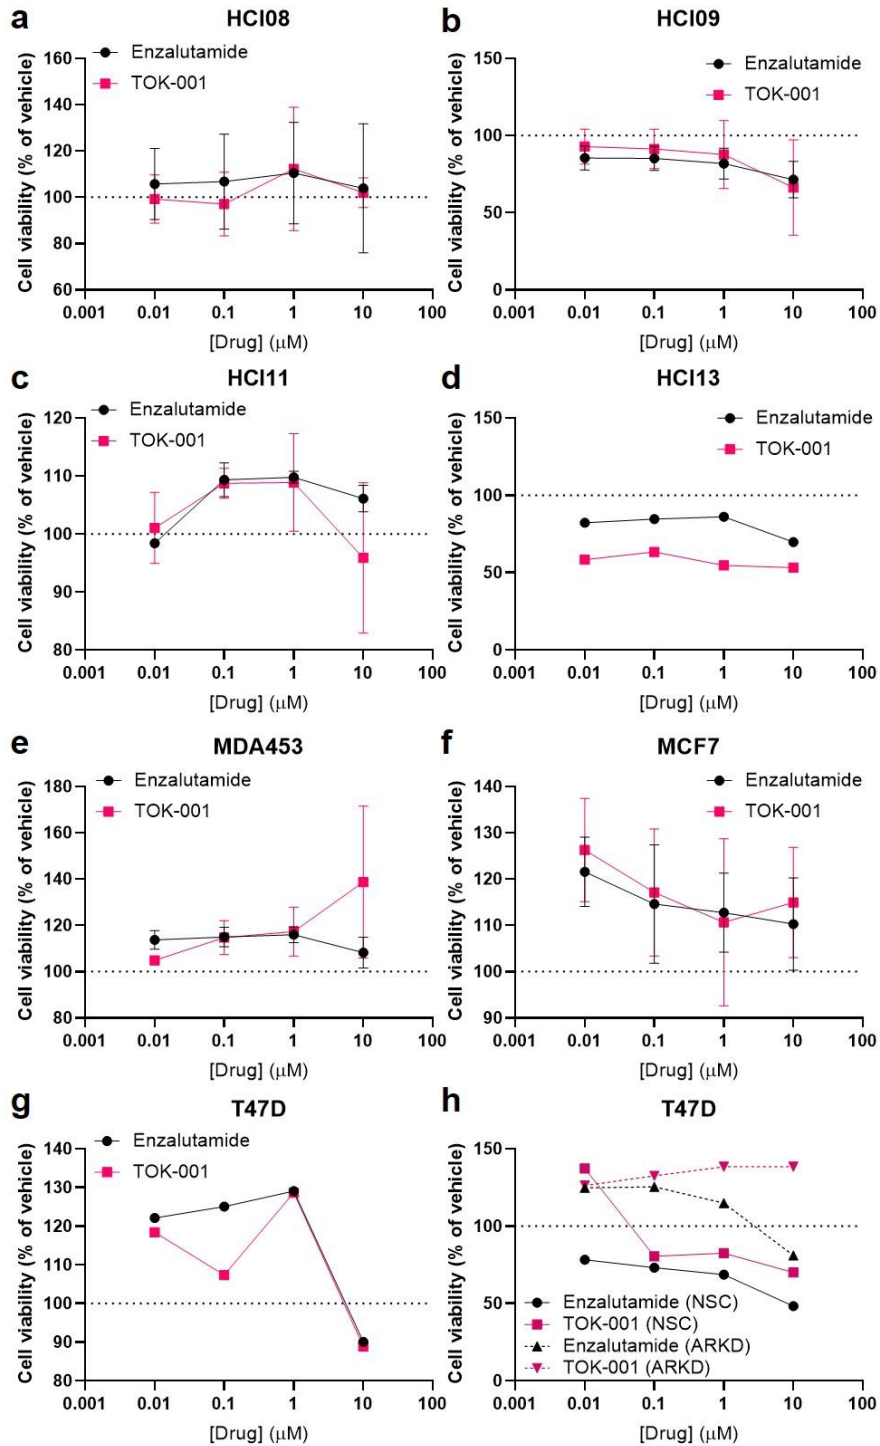 a
HCI08
Enzalutamide
TOK-001
Cell viability (% of vehicle)
160
140
120
100
80
60
0.001
0.01
0.1
1
10
100
[Drug] (μM)
b
HCI09
Enzalutamide
TOK-001
Cell viability (% of vehicle)
150
100
50
0
0.001
0.01
0.1
1
10
100
[Drug] (μM)
c
HCI11
Enzalutamide
TOK-001
Cell viability (% of vehicle)
120
110
100
90
80
0.001
0.01
0.1
1
10
100
[Drug] (μM)
d
HCI13
Enzalutamide
TOK-001
Cell viability (% of vehicle)
150
100
50
0
0.001
0.01
0.1
1
10
100
[Drug] (μM)
e
MDA453
Enzalutamide
TOK-001
Cell viability (% of vehicle)
180
160
140
120
100
80
0.001
0.01
0.1
1
10
100
[Drug] (μM)
f
MCF7
Enzalutamide
TOK-001
Cell viability (% of vehicle)
140
130
120
110
100
90
0.001
0.01
0.1
1
10
100
[Drug] (μM)
g
T47D
Enzalutamide
TOK-001
Cell viability (% of vehicle)
140
130
120
110
100
90
80
0.001
0.01
0.1
1
10
100
[Drug] (μM)
h
T47D
Cell viability (% of vehicle)
150
100
50
0
Enzalutamide (NSC)
TOK-001 (NSC)
Enzalutamide (ARKD)
TOK-001 (ARKD)
0.001
0.01
0.1
1
10
100
[Drug] (μM)